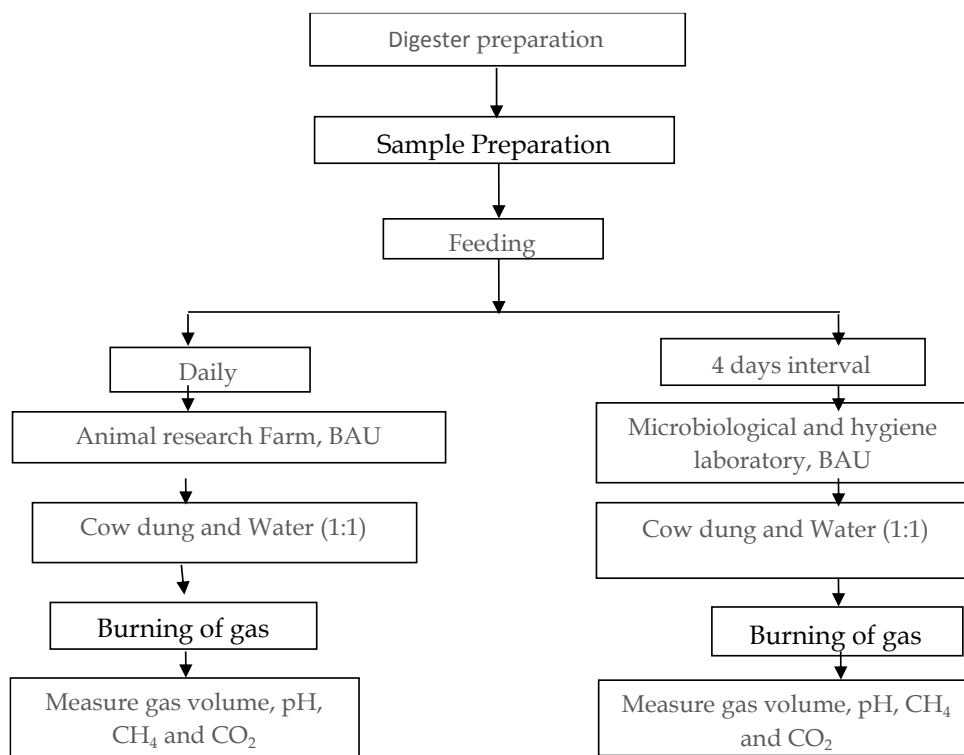 Digester preparation
Sample Preparation
Feeding
Daily
Animal research Farm, BAU
Cow dung and Water (1:1)
Burning of gas
Measure gas volume, pH,
CH₄ and CO₂
4 days interval
Microbiological and hygiene
laboratory, BAU
Cow dung and Water (1:1)
Burning of gas
Measure gas volume, pH, CH₄
and CO₂